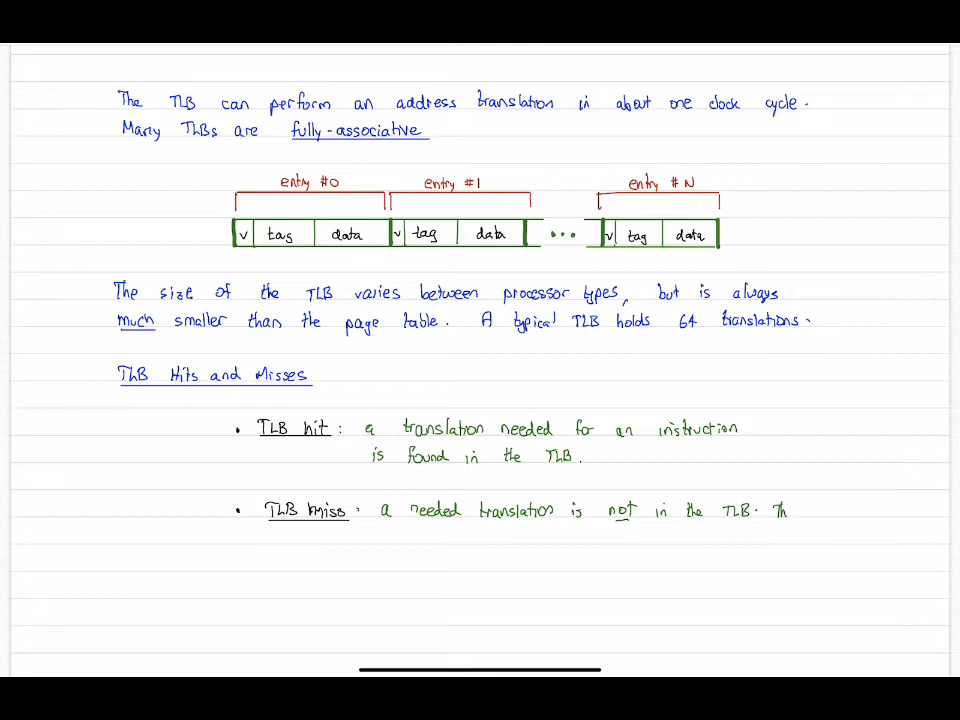 The TLB can perform an address translation in about one clock cycle.
Many TLBs are fully-associative
entry #0 entry #1 entry #N
v tag data v tag data ... v tag data
The size of the TLB varies between processor types, but is always
much smaller than the page table. A typical TLB holds 64 translations.
TLB Hits and Misses
• TLB hit: a translation needed for an instruction
is found in the TLB.
• TLB miss: a needed translation is not in the TLB. Th